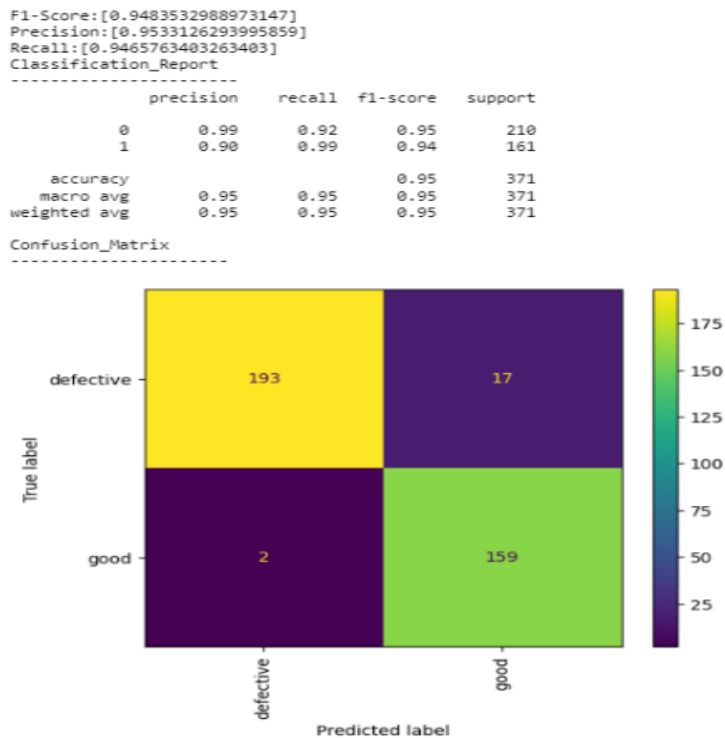 F1-Score:[0.9483532988973147]
Precision:[0.9533126293995859]
Recall:[0.9465763403263403]
Classification_Report
-----------------------
precision recall f1-score support
0 0.99 0.92 0.95 210
1 0.90 0.99 0.94 161
accuracy 0.95 371
macro avg 0.95 0.95 0.95 371
weighted avg 0.95 0.95 0.95 371
Confusion_Matrix
----------------------
True label
defective
193
17
good
2
159
defective
good
Predicted label
175
150
125
100
75
50
25